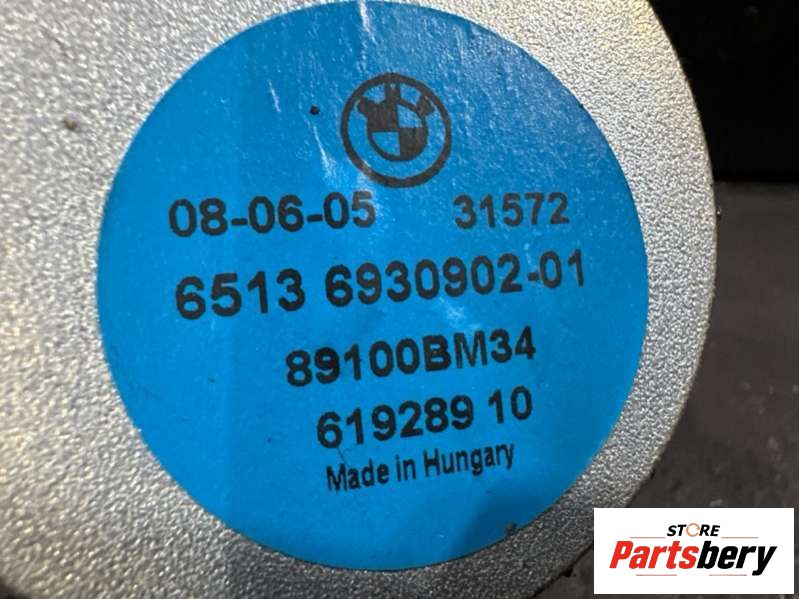 08-06-05 31572
6513 6930902-01
89100BM34
619289 10
Made in Hungary
STORE
Partsbery